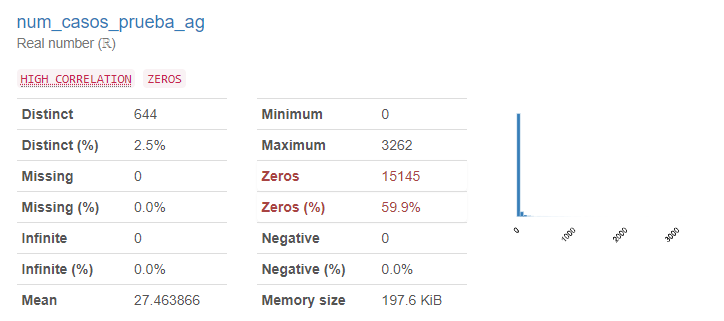 num_casos_prueba_ag
Real number (ℝ)
HIGH CORRELATION ZEROS
Distinct 644
Distinct (%) 2.5%
Missing 0
Missing (%) 0.0%
Infinite 0
Infinite (%) 0.0%
Mean 27.463866
Minimum 0
Maximum 3262
Zeros 15145
Zeros (%) 59.9%
Negative 0
Negative (%) 0.0%
Memory size 197.6 KiB
0 1000 2000 3000